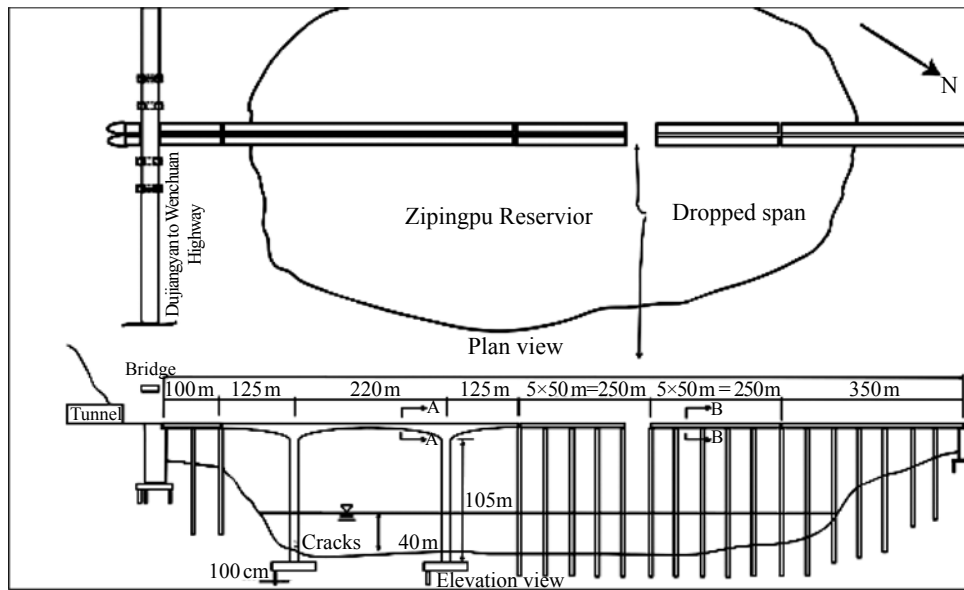 N
Dujiangyan to Wenchuan
Highway
Zipingpu Reservior
Dropped span
Plan view
Bridge
Tunnel
100 m
125 m
220 m
125 m
5×50 m=250 m
5×50 m = 250 m
350 m
A
A
B
B
105m
Cracks
40 m
100 cm
Elevation view